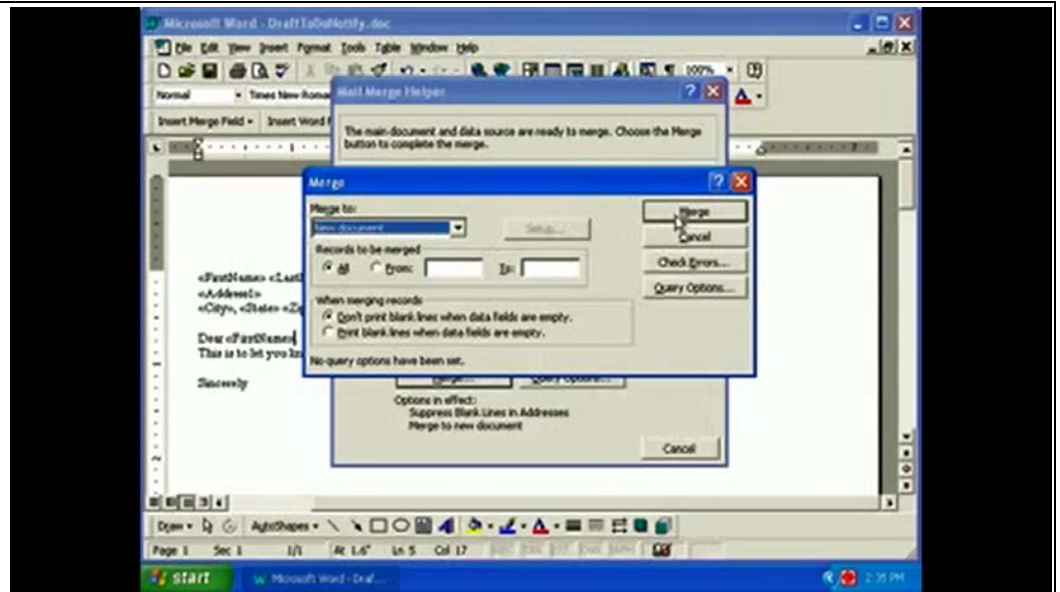 Microsoft Word - DraftToDoNotify.doc
File Edit View Insert Format Tools Table Window Help
100%
Normal Times New Roman
Insert Merge Field Insert Word
Mail Merge Helper
The main document and data source are ready to merge. Choose the Merge
button to complete the merge.
Merge
Merge to:
New document
Setup...
Merge
Cancel
Check Errors...
Query Options...
Records to be merged
All From: To:
When merging records
Don't print blank lines when data fields are empty.
Print blank lines when data fields are empty.
No query options have been set.
«FirstName» «Last
«Address1»
«City», «State» «Zip
Dear «FirstName»,
This is to let you kn
Sincerely
Merge... Query Options...
Options in effect:
Suppress Blank Lines in Addresses
Merge to new document
Cancel
Draw AutoShapes
Page 1 Sec 1 1/1 At 1.6" Ln 5 Col 17
start Microsoft Word - Draf... 2:35 PM